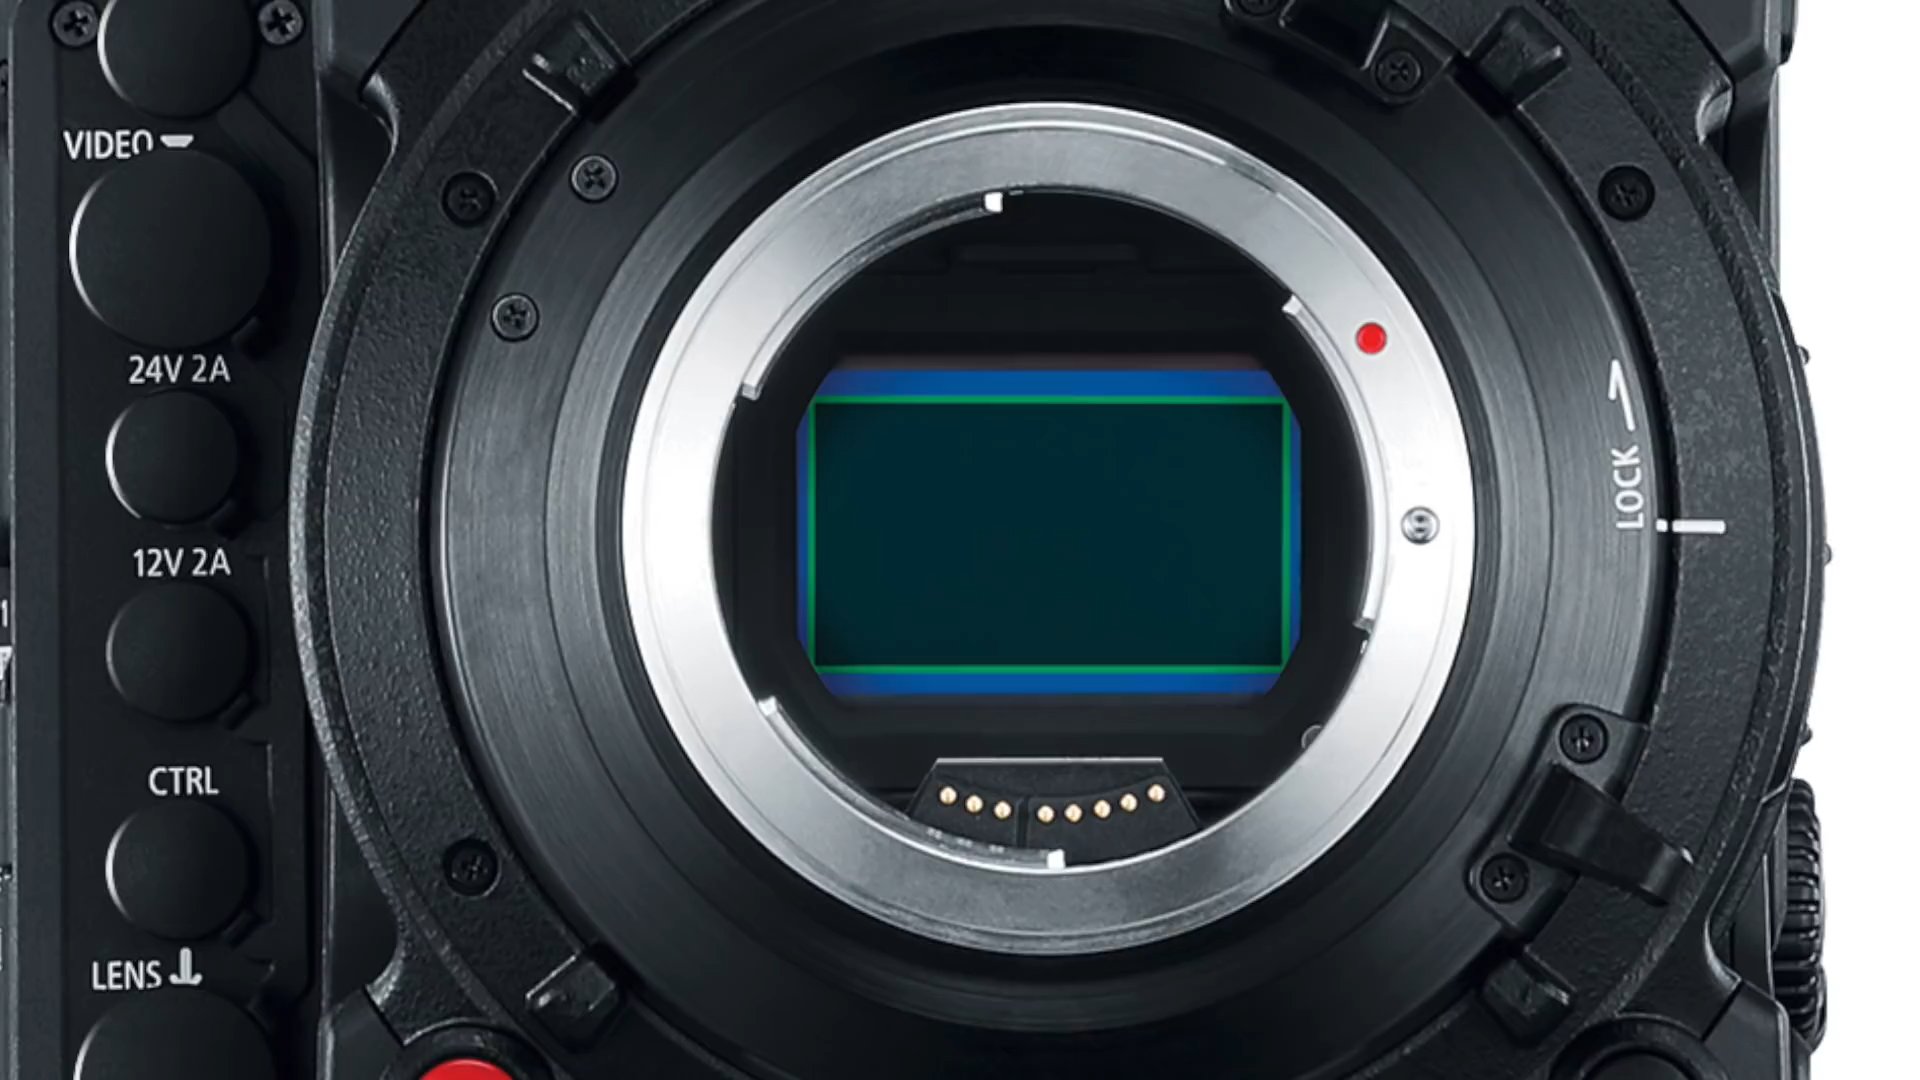 VIDEO
24V 2A
12V 2A
CTRL
LENS
LOCK